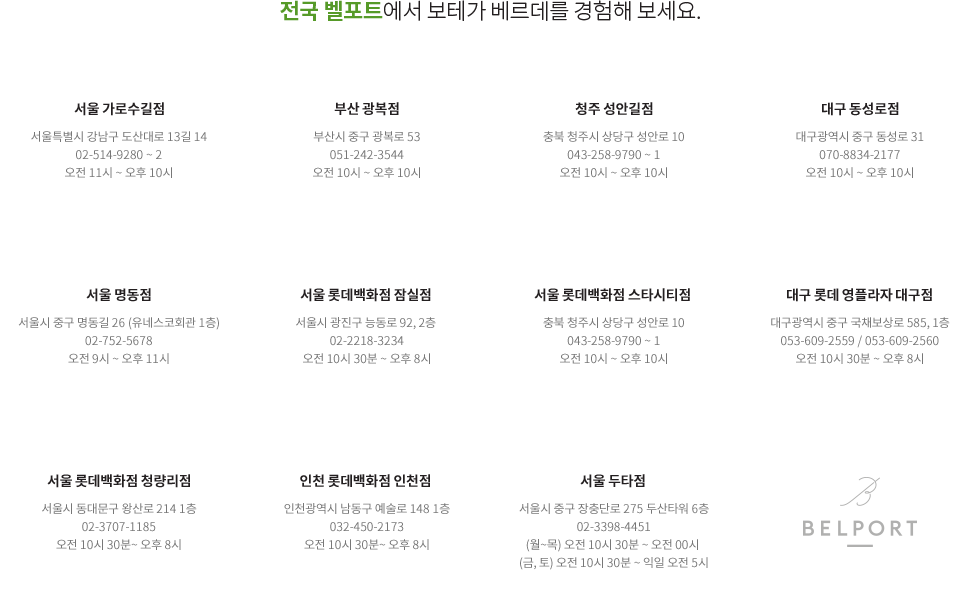 전국 벨포트에서 보테가 베르데를 경험해 보세요.
서울 가로수길점
서울특별시 강남구 도산대로 13길 14
02-514-9280 ~ 2
오전 11시 ~ 오후 10시
부산 광복점
부산시 중구 광복로 53
051-242-3544
오전 10시 ~ 오후 10시
청주 성안길점
충북 청주시 상당구 성안로 10
043-258-9790 ~ 1
오전 10시 ~ 오후 10시
대구 동성로점
대구광역시 중구 동성로 31
070-8834-2177
오전 10시 ~ 오후 10시
서울 명동점
서울시 중구 명동길 26 (유네스코회관 1층)
02-752-5678
오전 9시 ~ 오후 11시
서울 롯데백화점 잠실점
서울시 광진구 능동로 92, 2층
02-2218-3234
오전 10시 30분 ~ 오후 8시
서울 롯데백화점 스타시티점
충북 청주시 상당구 성안로 10
043-258-9790 ~ 1
오전 10시 ~ 오후 10시
대구 롯데 영플라자 대구점
대구광역시 중구 국채보상로 585, 1층
053-609-2559 / 053-609-2560
오전 10시 30분 ~ 오후 8시
서울 롯데백화점 청량리점
서울시 동대문구 왕산로 214 1층
02-3707-1185
오전 10시 30분~ 오후 8시
인천 롯데백화점 인천점
인천광역시 남동구 예술로 148 1층
032-450-2173
오전 10시 30분~ 오후 8시
서울 두타점
서울시 중구 장충단로 275 두산타워 6층
02-3398-4451
(월~목) 오전 10시 30분 ~ 오전 00시
(금, 토) 오전 10시 30분 ~ 익일 오전 5시
B
BELPORT